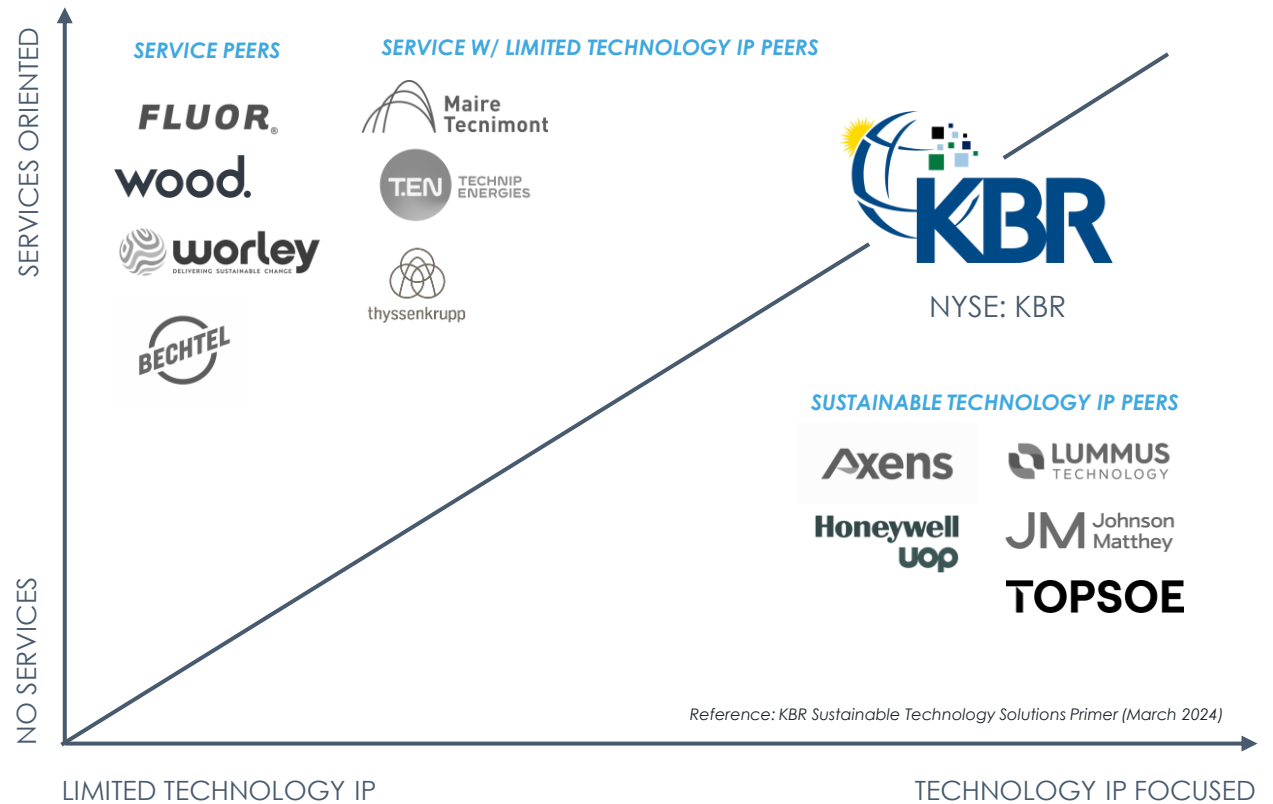 SERVICES ORIENTED
NO SERVICES
SERVICE PEERS
FLUOR®
wood.
worley
DELIVERING SUSTAINABLE CHANGE
BECHTEL
SERVICE W/ LIMITED TECHNOLOGY IP PEERS
Maire
Tecnimont
T.EN
TECHNIP
ENERGIES
thyssenkrupp
KBR
NYSE: KBR
SUSTAINABLE TECHNOLOGY IP PEERS
Axens
Honeywell
UOP
LUMMUS
TECHNOLOGY
JM
Johnson
Matthey
TOPSOE
Reference: KBR Sustainable Technology Solutions Primer (March 2024)
LIMITED TECHNOLOGY IP
TECHNOLOGY IP FOCUSED